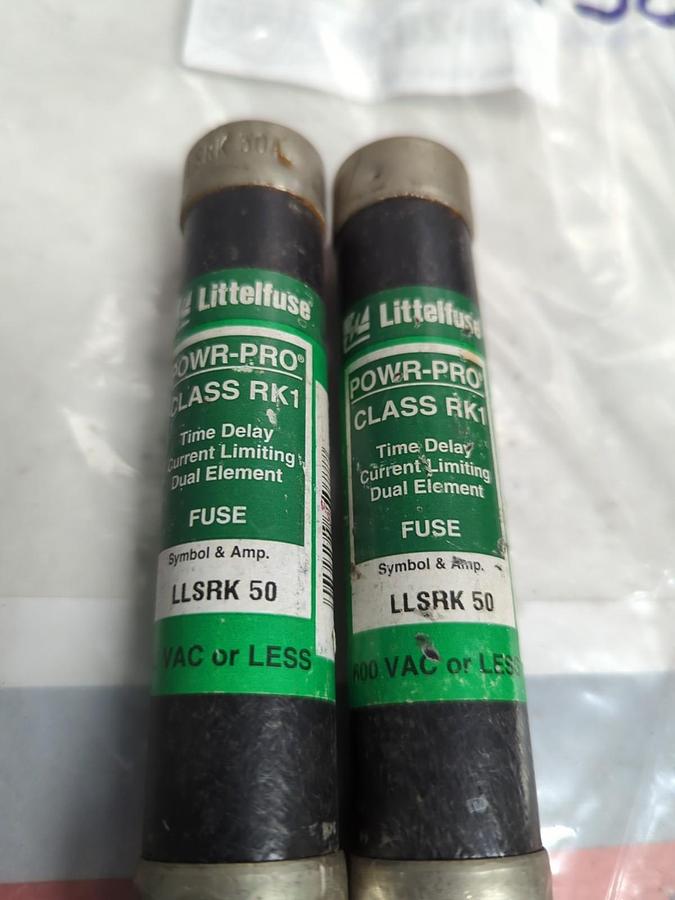 Littelfuse®
POWR-PRO®
CLASS RK1
Time Delay
Current Limiting
Dual Element
FUSE
Symbol & Amp.
LLSRK 50
VAC or LESS
Littelfuse
POWR-PRO®
CLASS RK1
Time Delay
Current Limiting
Dual Element
FUSE
Symbol & Amp.
LLSRK 50
600 VAC or LESS